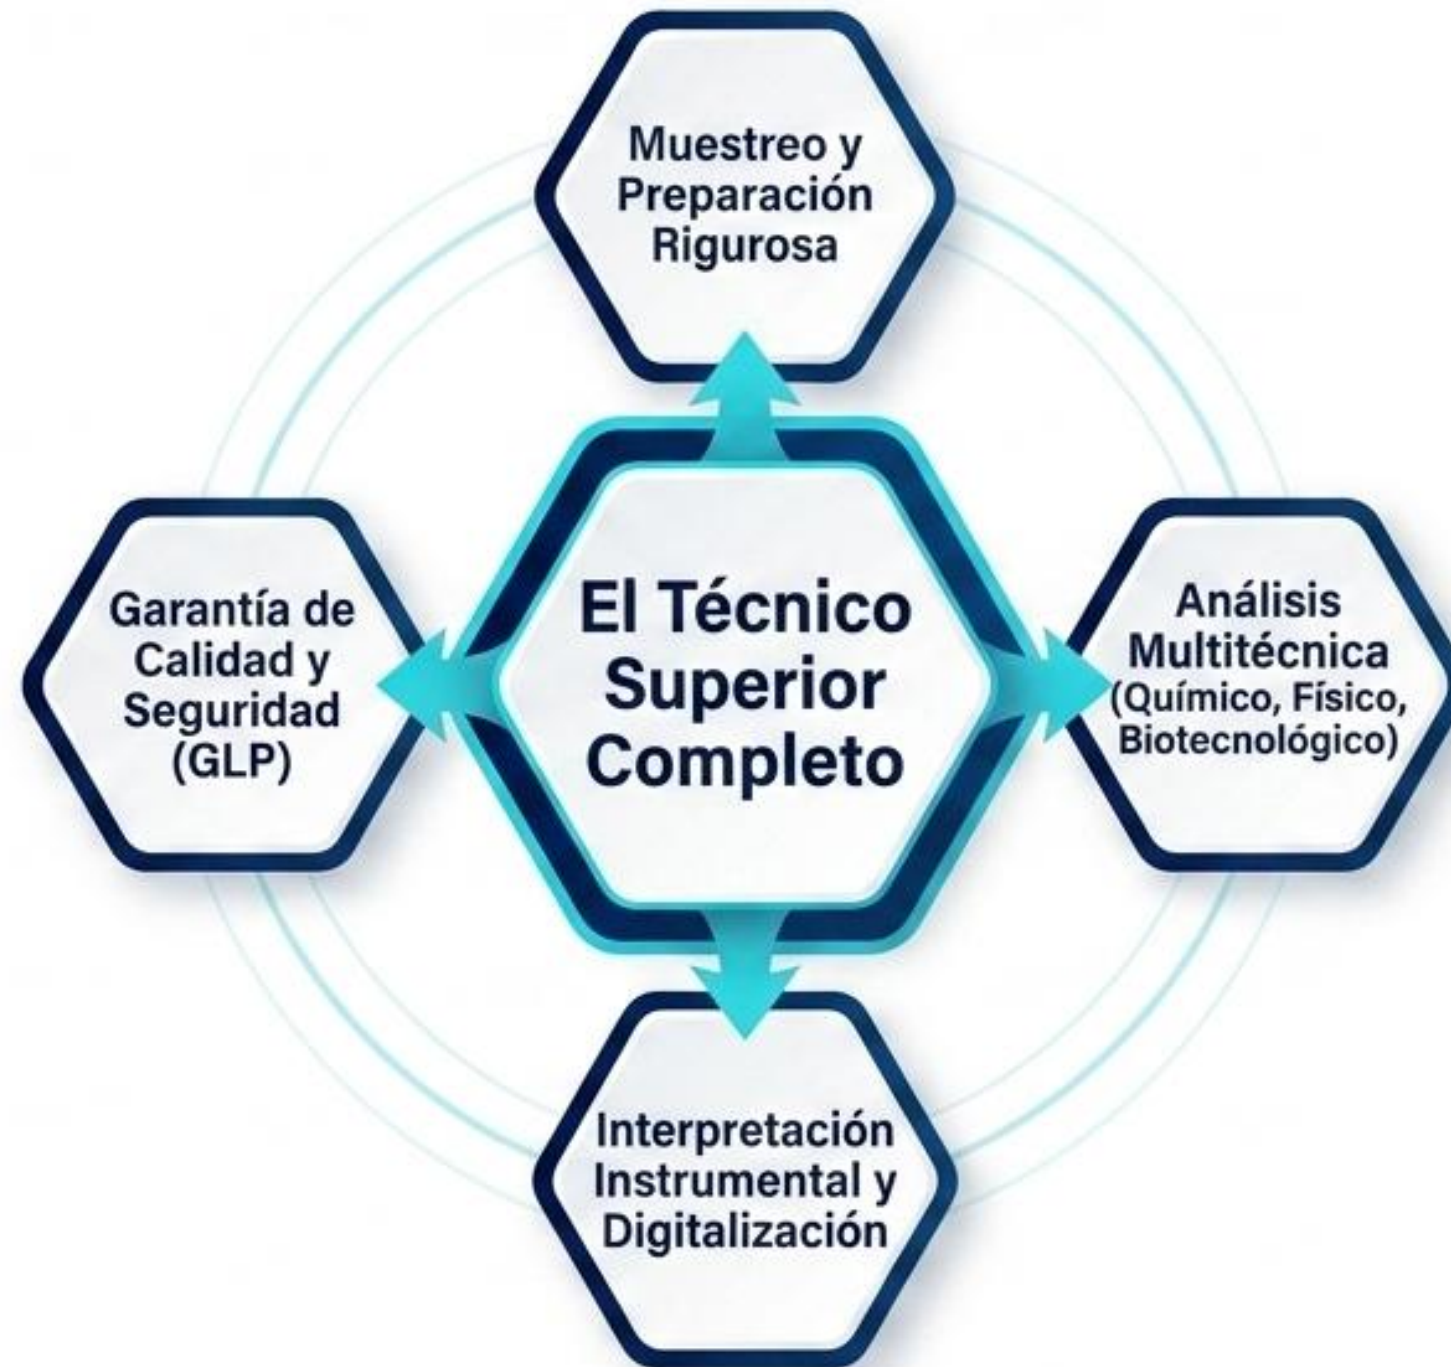 Muestreo y
Preparación
Rigurosa
Garantía de
Calidad y
Seguridad
(GLP)
El Técnico
Superior
Completo
Análisis
Multitécnica
(Químico, Físico,
Biotecnológico)
Interpretación
Instrumental y
Digitalización